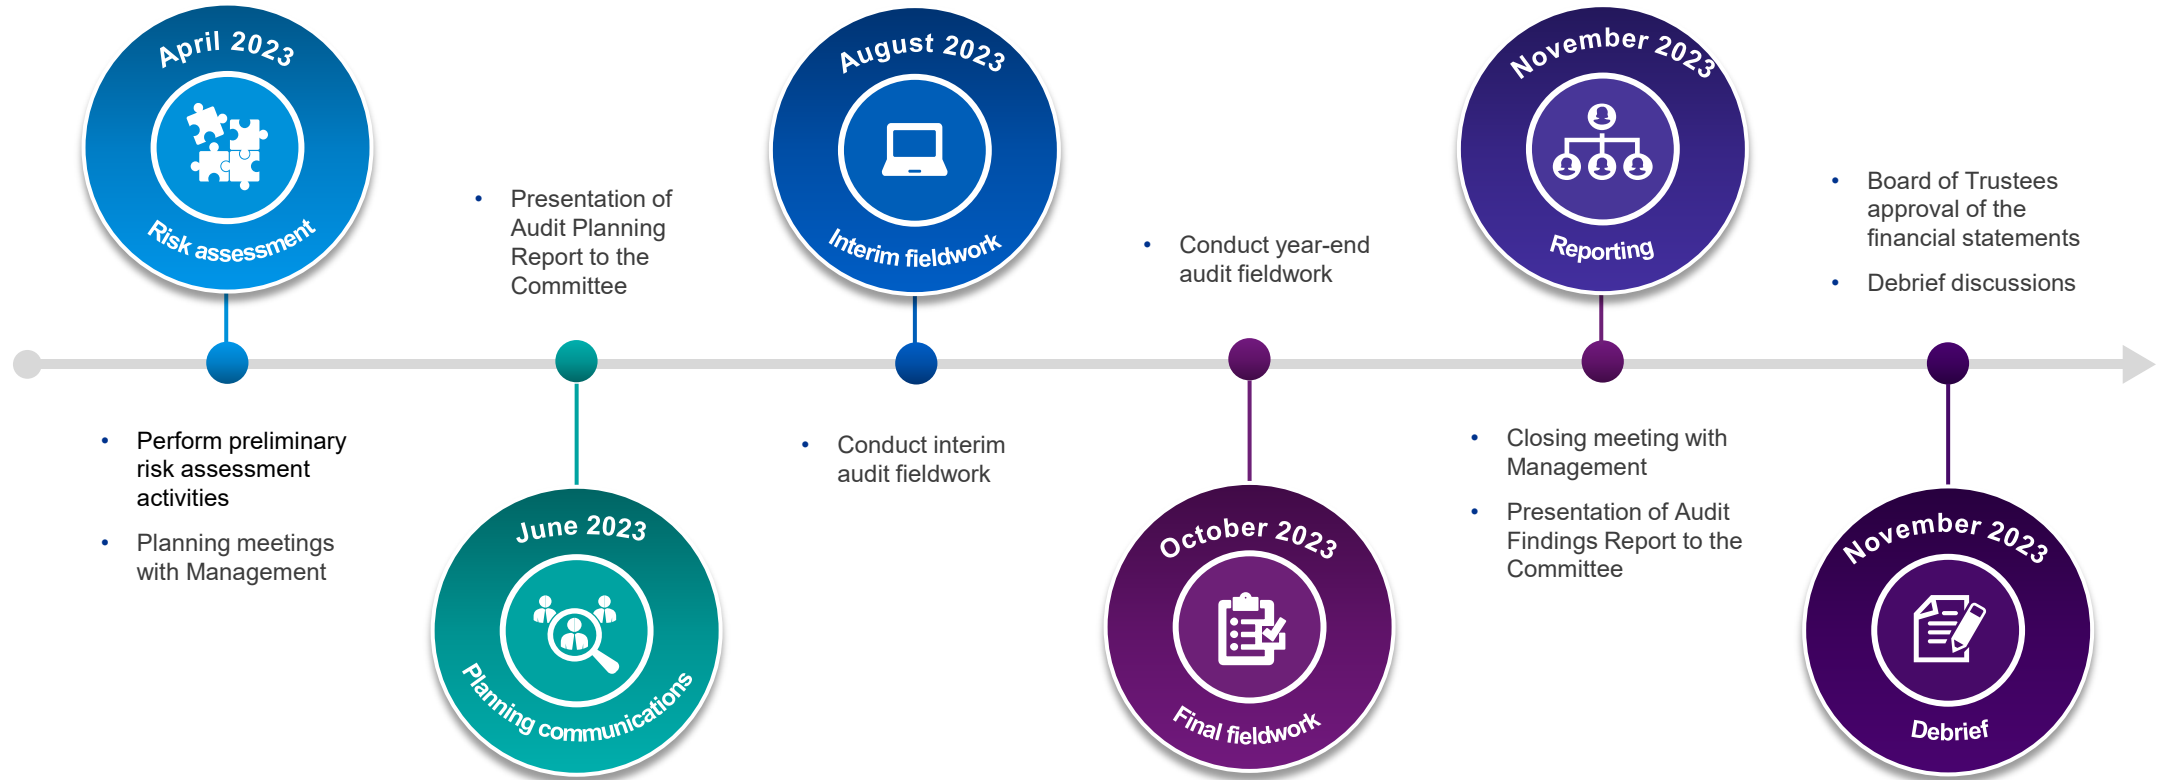 April 2023
Risk assessment
• Perform preliminary
risk assessment
activities
• Planning meetings
with Management
• Presentation of
Audit Planning
Report to the
Committee
June 2023
Planning communications
August 2023
Interim fieldwork
• Conduct interim
audit fieldwork
• Conduct year-end
audit fieldwork
October 2023
Final fieldwork
November 2023
Reporting
• Closing meeting with
Management
• Presentation of Audit
Findings Report to the
Committee
• Board of Trustees
approval of the
financial statements
• Debrief discussions
November 2023
Debrief